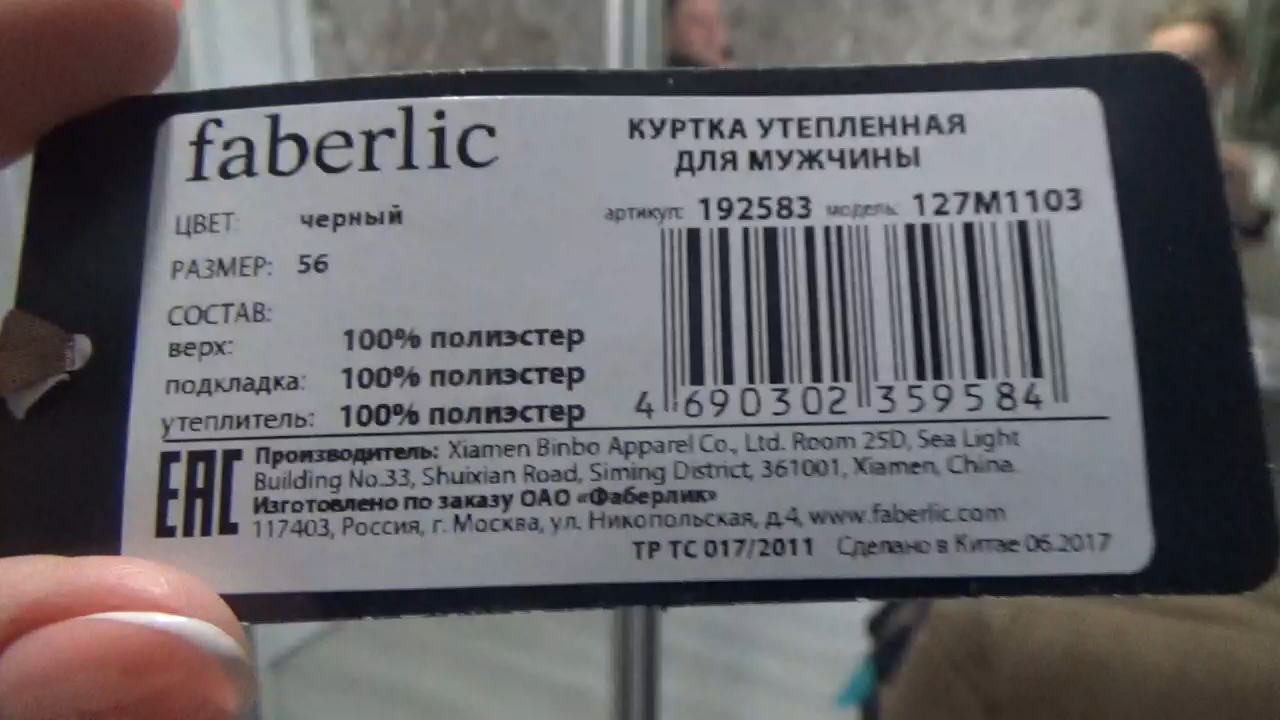 faberlic
КУРТКА УТЕПЛЕННАЯ
ДЛЯ МУЖЧИНЫ
артикул: 192583 модель: 127M1103
ЦВЕТ: черный
РАЗМЕР: 56
СОСТАВ:
верх: 100% полиэстер
подкладка: 100% полиэстер
утеплитель: 100% полиэстер
4 690302 359584
EAC
Производитель: Xiamen Binbo Apparel Co., Ltd. Room 25D, Sea Light
Building No.33, Shuixian Road, Siming District, 361001, Xiamen, China.
Изготовлено по заказу ОАО «Фаберлик»
117403, Россия, г. Москва, ул. Никопольская, д.4, www.faberlic.com
ТР ТС 017/2011 Сделано в Китае 06.2017